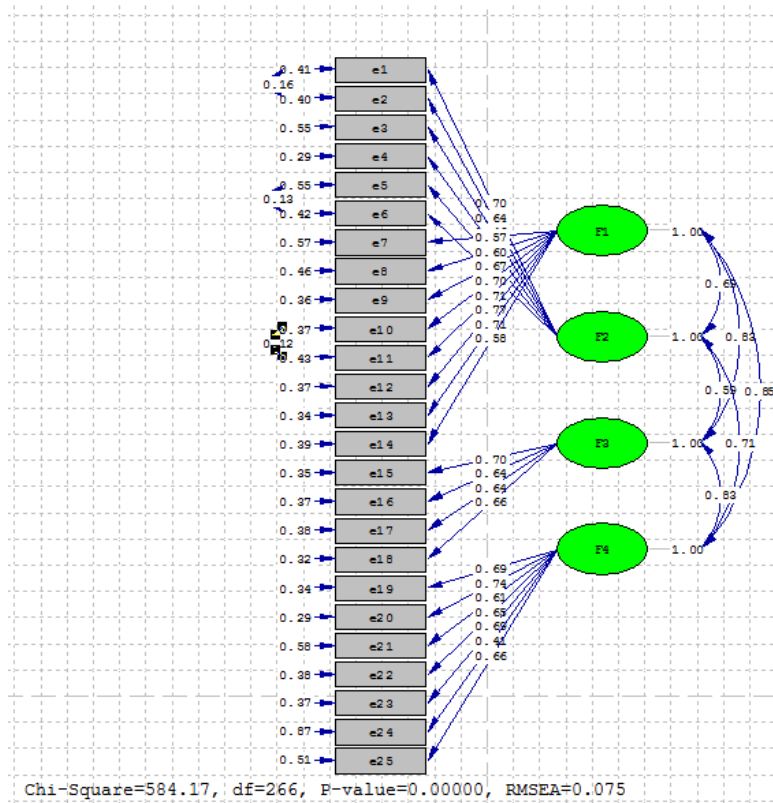 0.41 e1
0.16
0.40 e2
0.55 e3
0.29 e4
0.55 e5
0.13
0.42 e6
0.57 e7
0.46 e8
0.36 e9
0.37 e10
0.12
0.43 e11
0.37 e12
0.34 e13
0.39 e14
0.35 e15
0.37 e16
0.38 e17
0.32 e18
0.34 e19
0.29 e20
0.58 e21
0.38 e22
0.37 e23
0.87 e24
0.51 e25
0.70
0.64
0.57
0.60
0.67
0.70
0.71
0.71
0.58
0.70
0.64
0.64
0.66
0.69
0.74
0.61
0.65
0.41
0.66
F1 1.00
F2 1.00
F3 1.00
F4 1.00
0.69
0.83
0.59
0.85
0.71
0.83
Chi-Square=584.17, df=266, P-value=0.00000, RMSEA=0.075